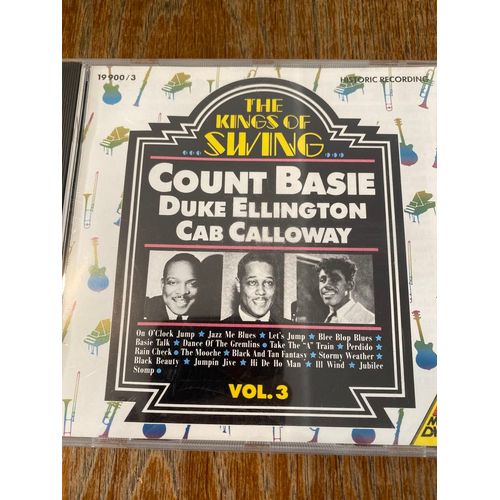 19 900/3
HISTORIC RECORDING
THE
KINGS OF
SWING
COUNT BASIE
DUKE ELLINGTON
CAB CALLOWAY
On O'Clock Jump ★ Jazz Me Blues ★ Let's Jump ★ Blee Blop Blues ★
Basie Talk ★ Dance Of The Gremlins ● Take The "A" Train ★ Perdido ★
Rain Check ● The Mooche ★ Black And Tan Fantasy ★ Stormy Weather ★
Black Beauty ★ Jumpin Jive ★ Hi De Ho Man ★ Ill Wind ★ Jubilee
Stomp ●
VOL. 3